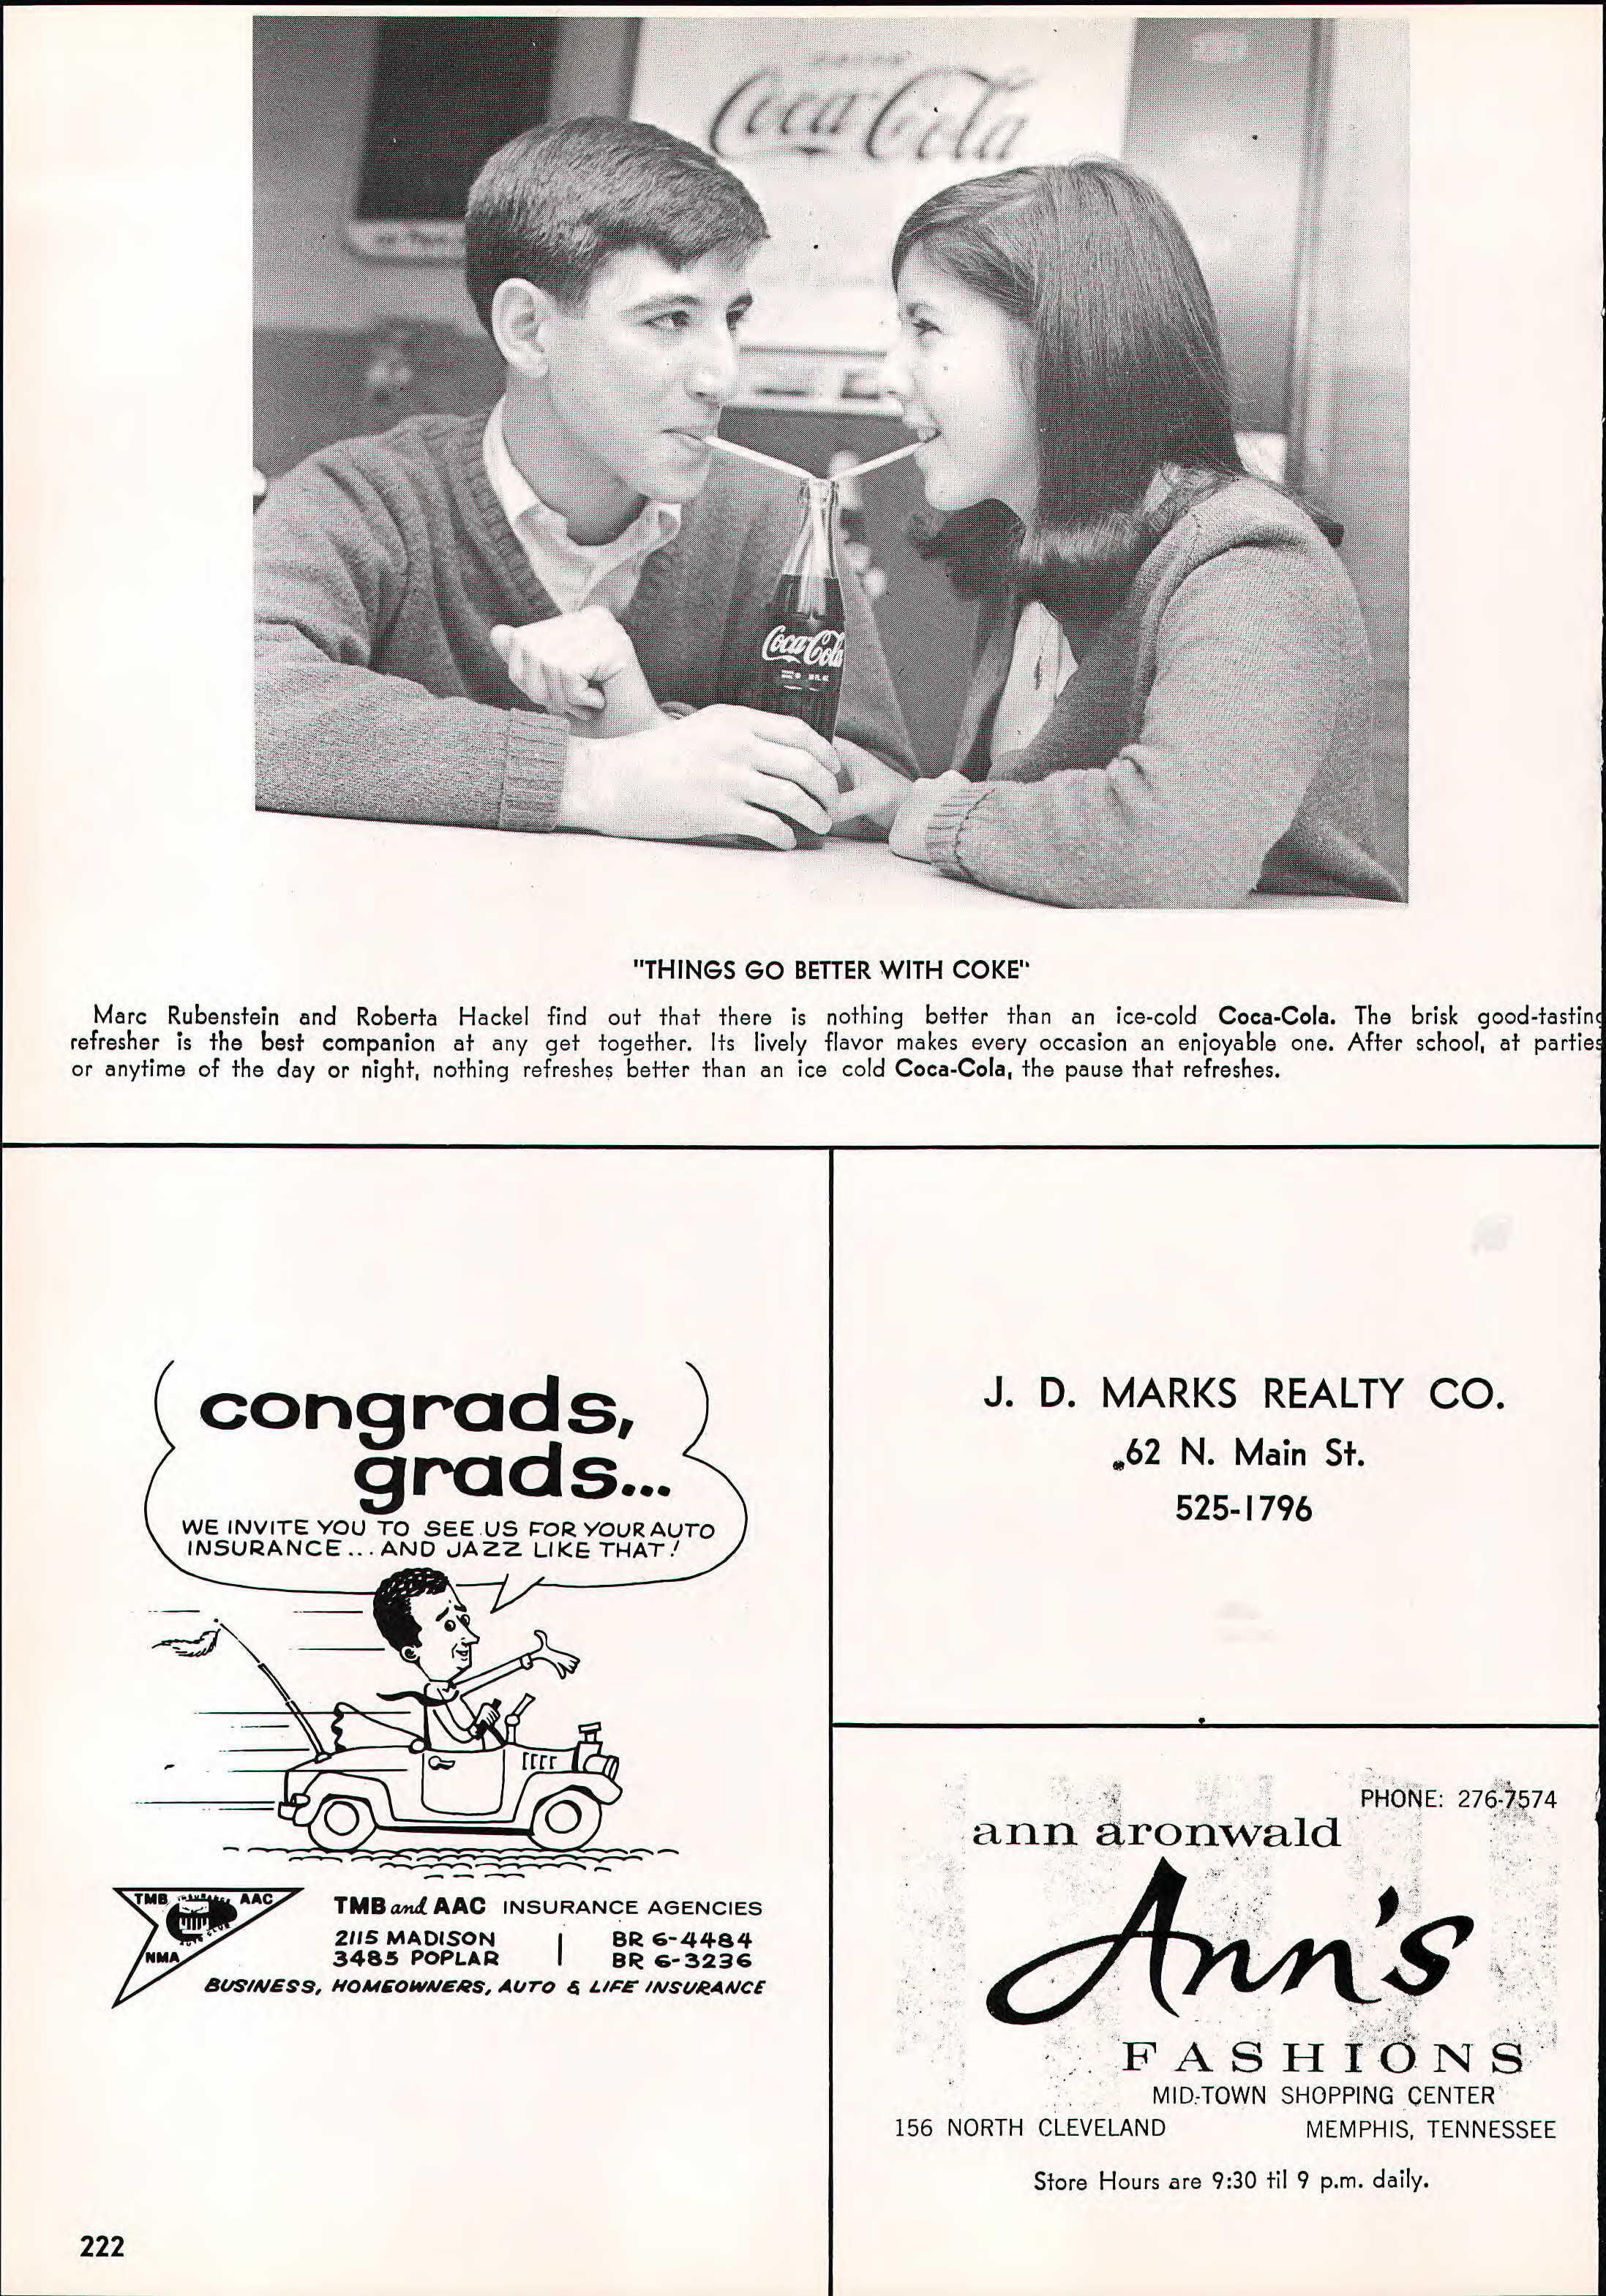 Coca-Cola
Coca-Cola
"THINGS GO BETTER WITH COKE"
Marc Rubenstein and Roberta Hackel find out that there is nothing better than an ice-cold Coca-Cola. The brisk good-tasting
refresher is the best companion at any get together. Its lively flavor makes every occasion an enjoyable one. After school, at parties
or anytime of the day or night, nothing refreshes better than an ice cold Coca-Cola, the pause that refreshes.
congrads,
grads...
WE INVITE YOU TO SEE US FOR YOUR AUTO
INSURANCE... AND JAZZ LIKE THAT!
TMB INSURANCE AAC
AUTO CLUB
NMA
TMB and AAC INSURANCE AGENCIES
2115 MADISON | BR 6-4484
3485 POPLAR | BR 6-3236
BUSINESS, HOMEOWNERS, AUTO & LIFE INSURANCE
J. D. MARKS REALTY CO.
62 N. Main St.
525-1796
PHONE: 276-7574
ann aronwald
Ann's
FASHIONS
MID-TOWN SHOPPING CENTER
156 NORTH CLEVELAND MEMPHIS, TENNESSEE
Store Hours are 9:30 til 9 p.m. daily.
222